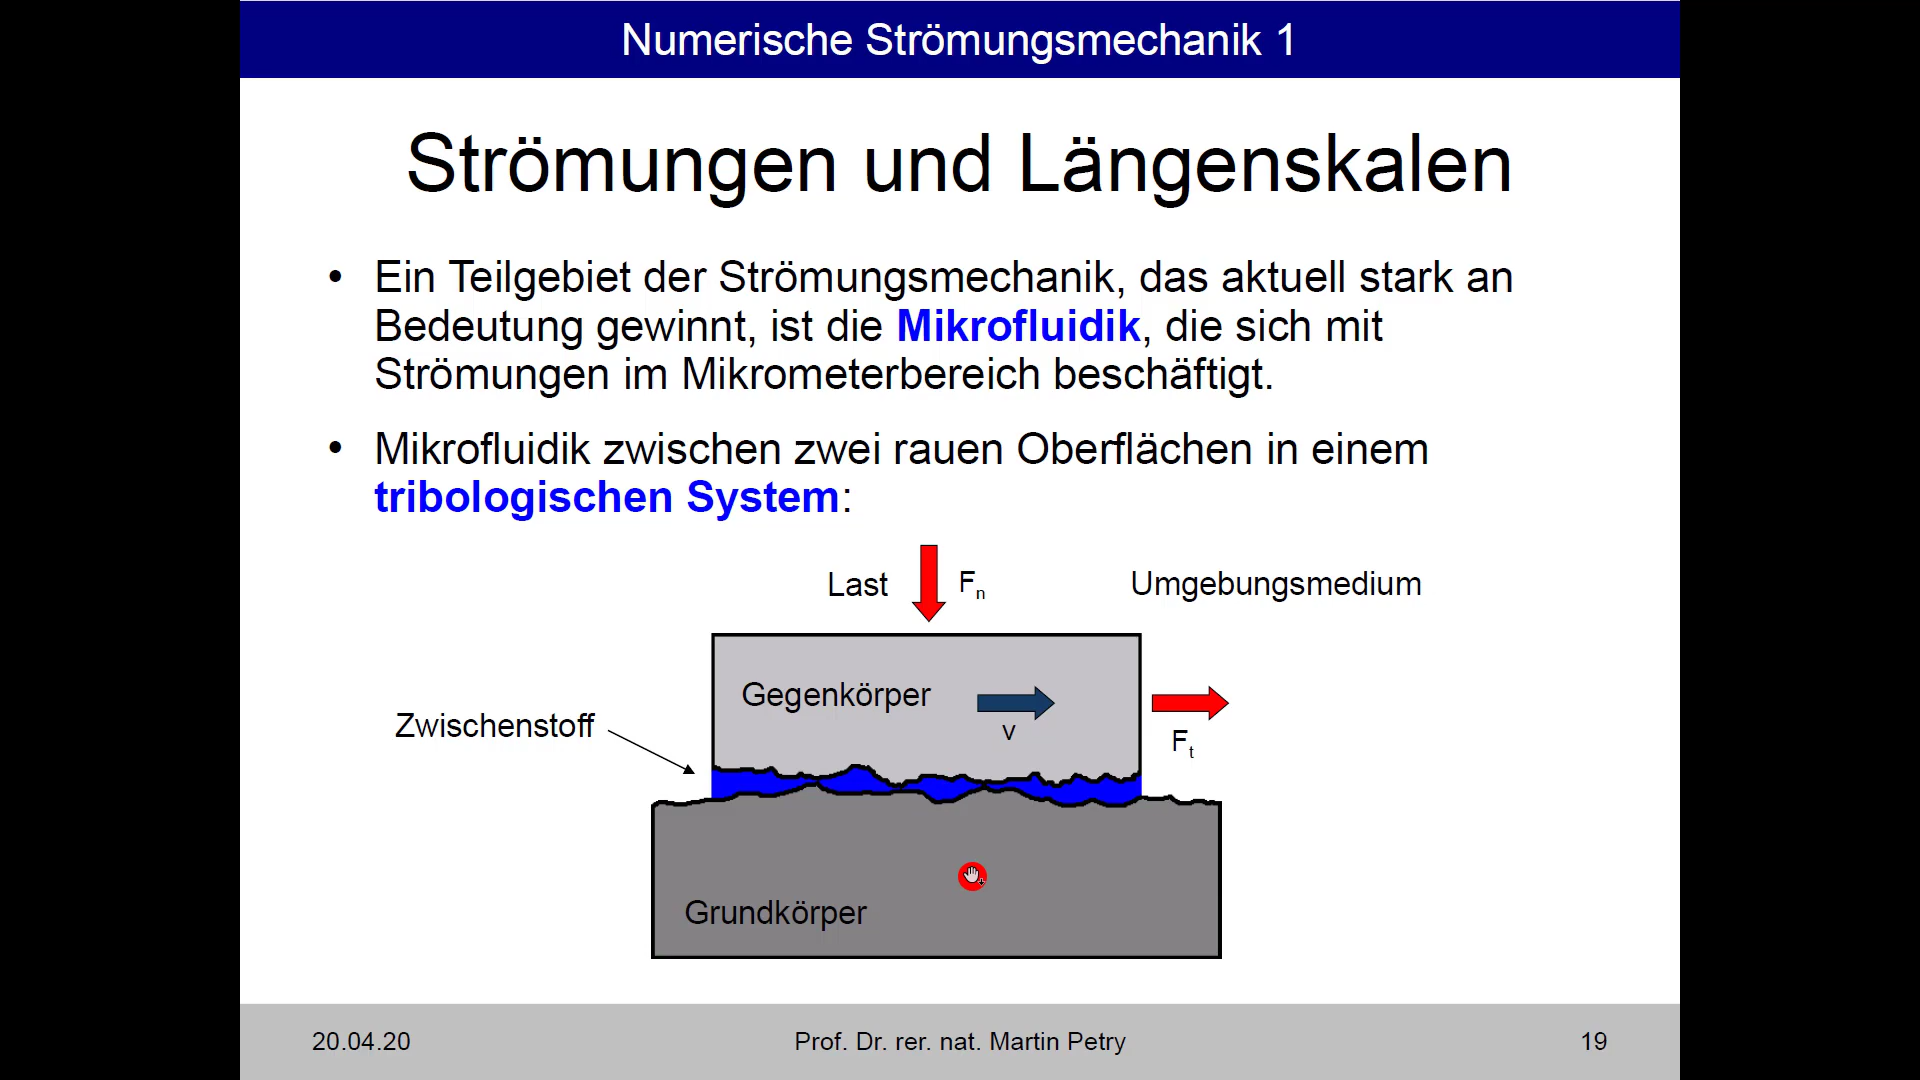 Numerische Strömungsmechanik 1
Strömungen und Längenskalen
• Ein Teilgebiet der Strömungsmechanik, das aktuell stark an
Bedeutung gewinnt, ist die Mikrofluidik, die sich mit
Strömungen im Mikrometerbereich beschäftigt.
• Mikrofluidik zwischen zwei rauen Oberflächen in einem
tribologischen System:
Last Fn Umgebungsmedium
Gegenkörper
v
Zwischenstoff
Ft
Grundkörper
20.04.20 Prof. Dr. rer. nat. Martin Petry 19